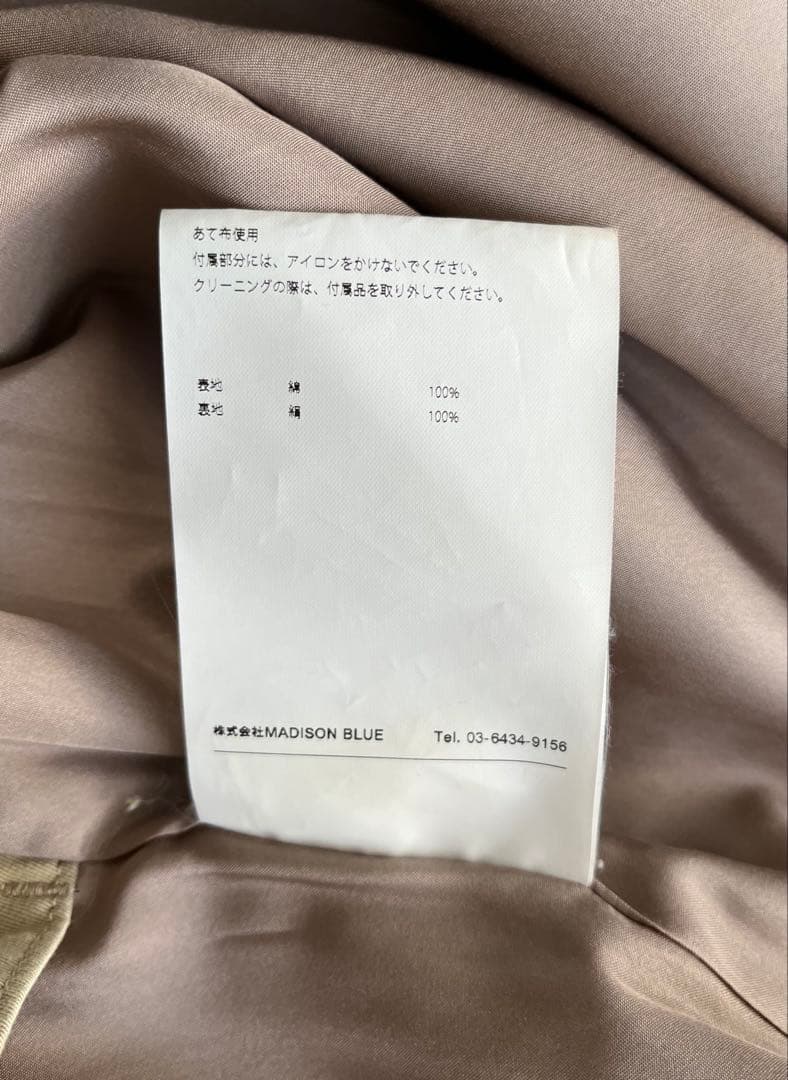 あて布使用
付属部分には、アイロンをかけないでください。
クリーニングの際は、付属品を取り外してください。
表地 綿 100%
裏地 絹 100%
株式会社MADISON BLUE Tel. 03-6434-9156